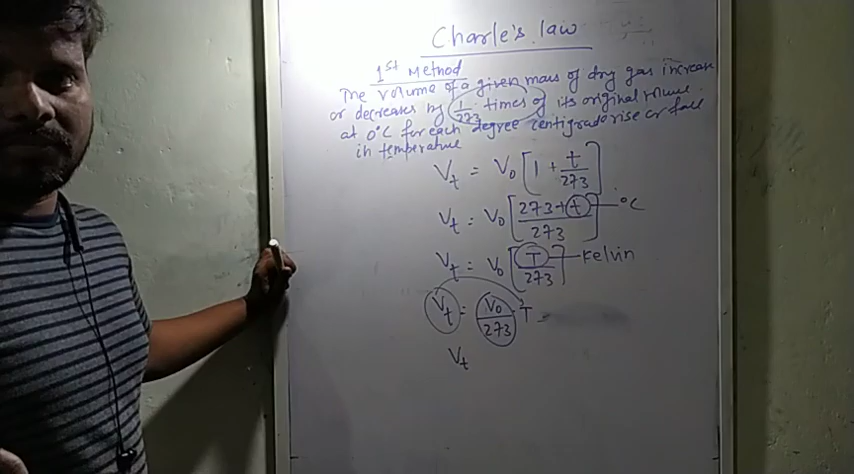 Charle's law
1st Method
The volume of a given mass of dry gas increase
or decreases by 1/273 times of its original volume
at 0°C for each degree centigrade rise or fall
in temperature
Vt = V0 [1 + t/273]
Vt = V0 [273+t/273] °C
Vt = V0 [T/273] Kelvin
Vt = V0/273 T =
Vt